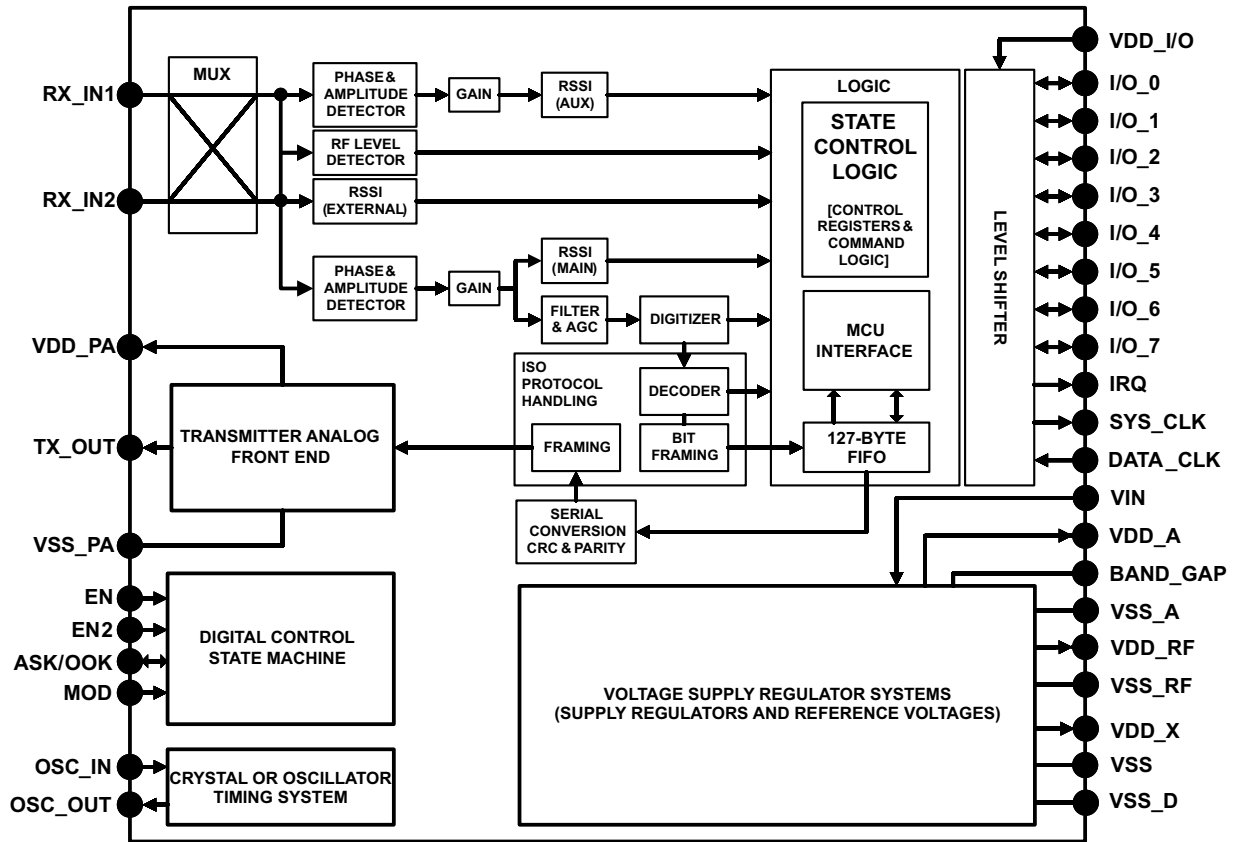 RX_IN1
RX_IN2
VDD_PA
TX_OUT
VSS_PA
EN
EN2
ASK/OOK
MOD
OSC_IN
OSC_OUT
MUX
PHASE &
AMPLITUDE
DETECTOR
GAIN
RSSI
(AUX)
RF LEVEL
DETECTOR
RSSI
(EXTERNAL)
PHASE &
AMPLITUDE
DETECTOR
GAIN
RSSI
(MAIN)
FILTER
& AGC
DIGITIZER
ISO
PROTOCOL
HANDLING
DECODER
BIT
FRAMING
FRAMING
SERIAL
CONVERSION
CRC & PARITY
TRANSMITTER ANALOG
FRONT END
DIGITAL CONTROL
STATE MACHINE
CRYSTAL OR OSCILLATOR
TIMING SYSTEM
LOGIC
STATE
CONTROL
LOGIC
[CONTROL
REGISTERS &
COMMAND
LOGIC]
MCU
INTERFACE
127-BYTE
FIFO
LEVEL SHIFTER
VOLTAGE SUPPLY REGULATOR SYSTEMS
(SUPPLY REGULATORS AND REFERENCE VOLTAGES)
VDD_I/O
I/O_0
I/O_1
I/O_2
I/O_3
I/O_4
I/O_5
I/O_6
I/O_7
IRQ
SYS_CLK
DATA_CLK
VIN
VDD_A
BAND_GAP
VSS_A
VDD_RF
VSS_RF
VDD_X
VSS
VSS_D